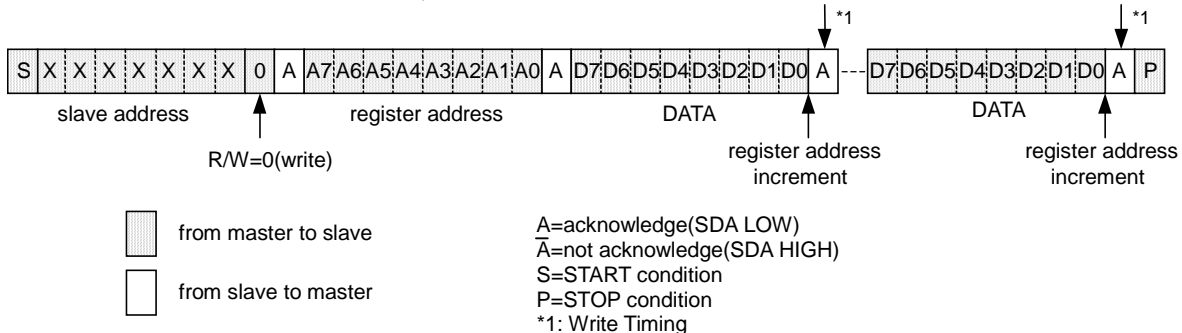 *1 *1
S X X X X X X X 0 A A7 A6 A5 A4 A3 A2 A1 A0 A D7 D6 D5 D4 D3 D2 D1 D0 A D7 D6 D5 D4 D3 D2 D1 D0 A P
slave address register address DATA DATA
R/W=0(write)
register address increment
register address increment
from master to slave
from slave to master
A=acknowledge(SDA LOW)
A̅=not acknowledge(SDA HIGH)
S=START condition
P=STOP condition
*1: Write Timing